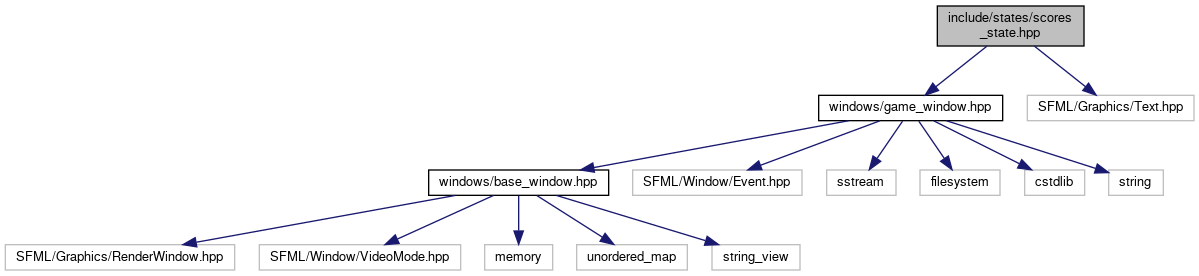 include/states/scores
_state.hpp
windows/game_window.hpp
SFML/Graphics/Text.hpp
windows/base_window.hpp
SFML/Window/Event.hpp
sstream
filesystem
cstdlib
string
SFML/Graphics/RenderWindow.hpp
SFML/Window/VideoMode.hpp
memory
unordered_map
string_view